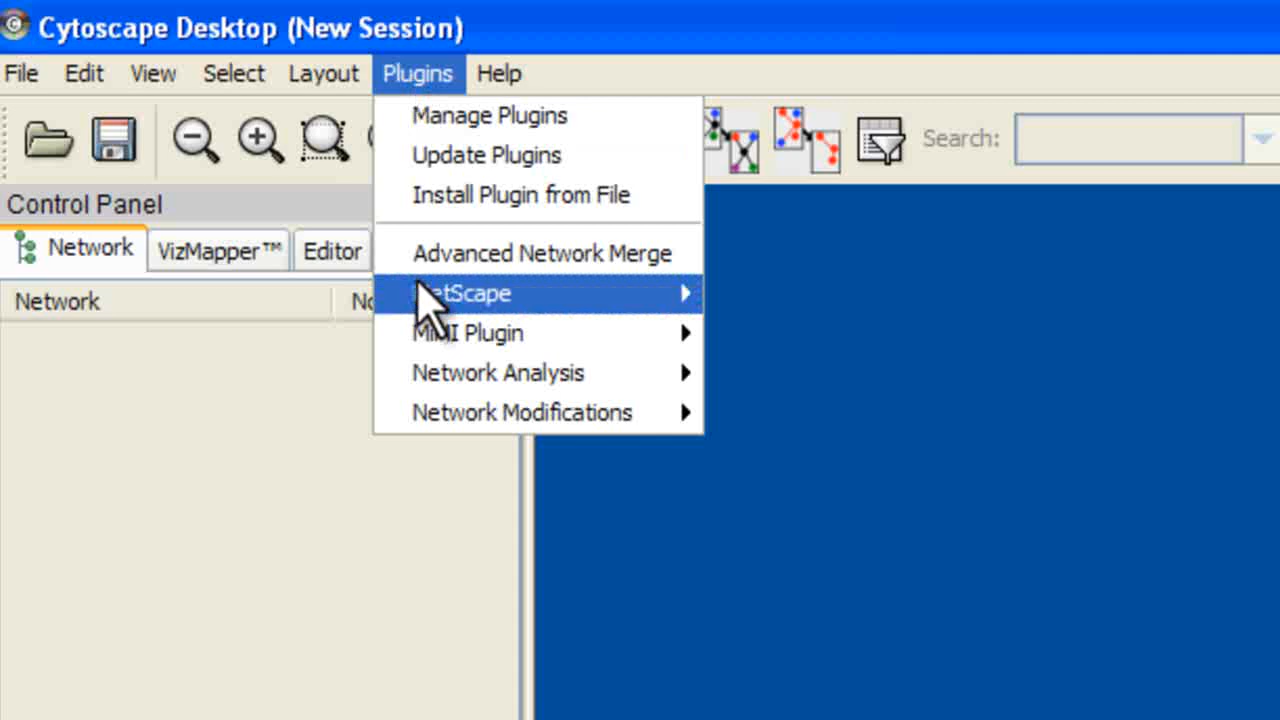 Cytoscape Desktop (New Session)
File Edit View Select Layout Plugins Help
Manage Plugins
Update Plugins
Install Plugin from File
Search:
Control Panel
Network VizMapper™ Editor
Advanced Network Merge
Network
MiMI Plugin
Network Analysis
Network Modifications